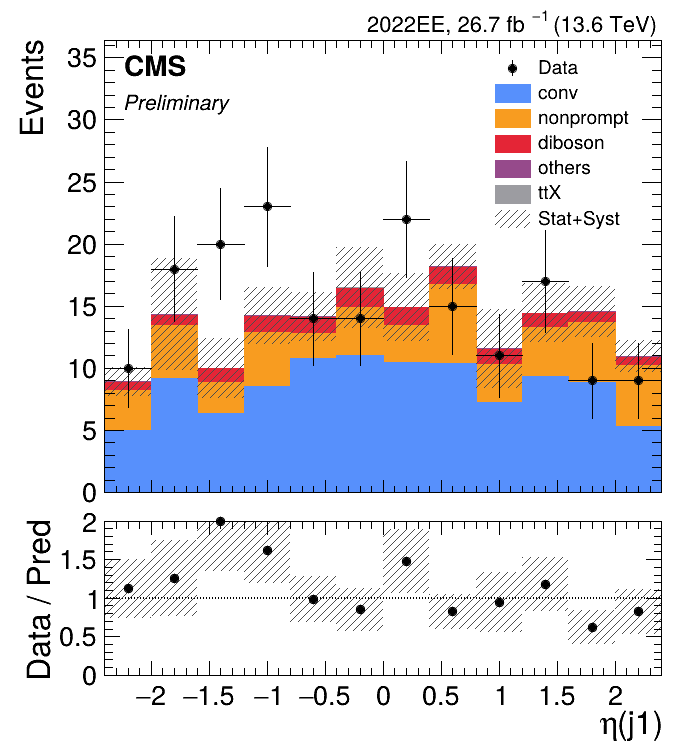 2022EE, 26.7 fb ⁻¹ (13.6 TeV)
CMS
Preliminary
Events
35
30
25
20
15
10
5
0
Data
conv
nonprompt
diboson
others
ttX
Stat+Syst
Data / Pred
2
1.5
1
0.5
0
−2 −1.5 −1 −0.5 0 0.5 1 1.5 2
η(j1)